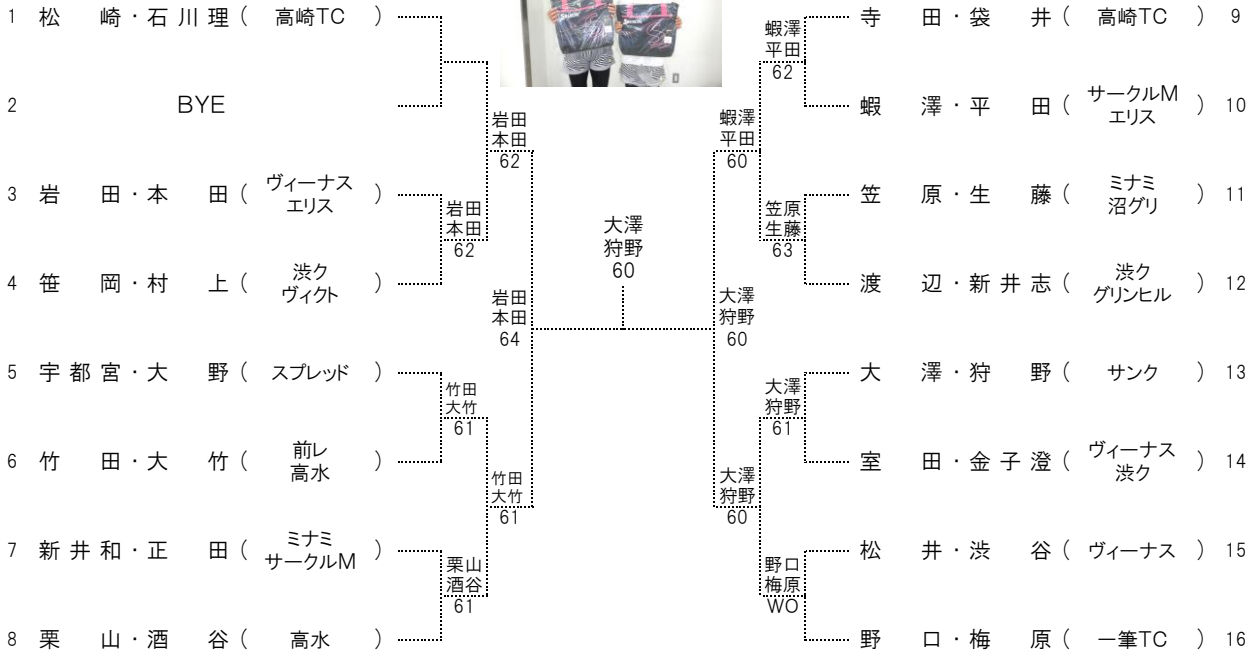 1 松 崎・石川理( 高崎TC )
2 BYE
3 岩 田・本 田( ヴィーナス エリス )
4 笹 岡・村 上( 渋ク ヴィクト )
5 宇都宮・大 野( スプレッド )
6 竹 田・大 竹( 前レ 高水 )
7 新井和・正 田( ミナミ サークルM )
8 栗 山・酒 谷( 高水 )
岩田
本田
62
竹田
大竹
61
栗山
酒谷
61
岩田
本田
62
竹田
大竹
61
岩田
本田
64
大澤
狩野
60
大澤
狩野
60
蝦澤
平田
60
大澤
狩野
60
蝦澤
平田
62
笠原
生藤
63
大澤
狩野
61
野口
梅原
WO
寺 田・袋 井( 高崎TC ) 9
蝦 澤・平 田( サークルM エリス ) 10
笠 原・生 藤( ミナミ 沼グリ ) 11
渡 辺・新井志( 渋ク グリンヒル ) 12
大 澤・狩 野( サンク ) 13
室 田・金子澄( ヴィーナス 渋ク ) 14
松 井・渋 谷( ヴィーナス ) 15
野 口・梅 原( 一筆TC ) 16